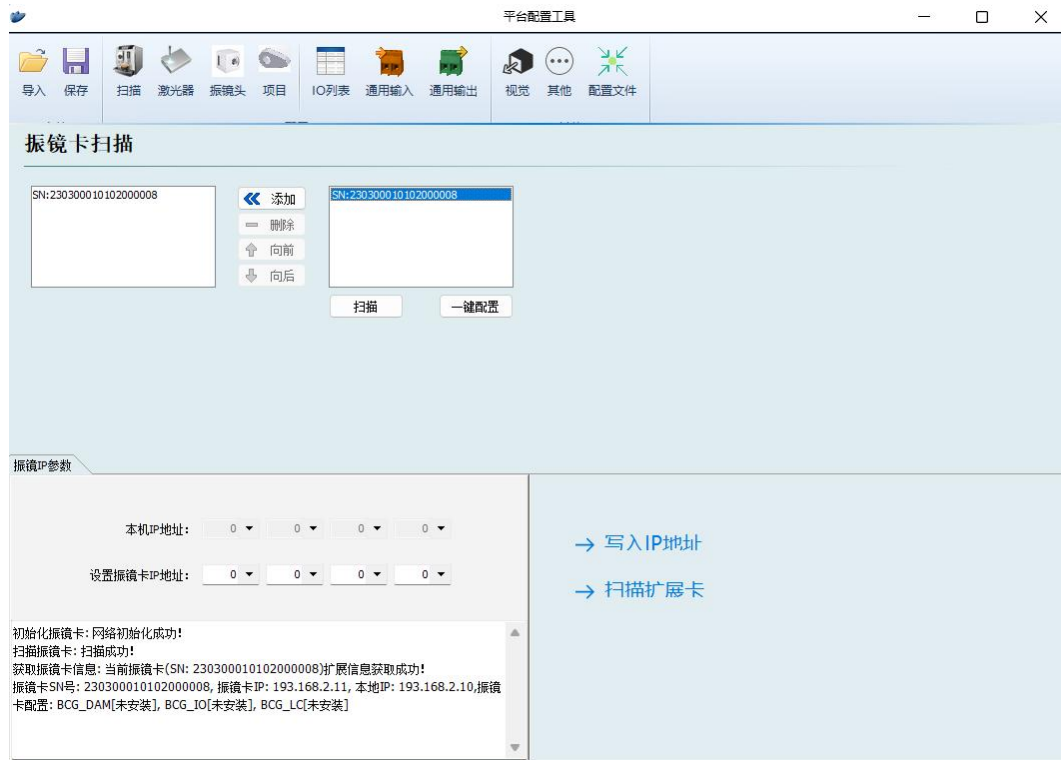 平台配置工具
导入 保存 扫描 激光器 振镜头 项目 IO列表 通用输入 通用输出 视觉 其他 配置文件
振镜卡扫描
SN:230300010102000008 添加 SN:230300010102000008
删除
向前
向后
扫描 一键配置
振镜IP参数
本机IP地址: 0 0 0 0
设置振镜卡IP地址: 0 0 0 0
写入IP地址
扫描扩展卡
初始化振镜卡: 网络初始化成功!
扫描振镜卡: 扫描成功!
获取振镜卡信息: 当前振镜卡(SN: 230300010102000008)扩展信息获取成功!
振镜卡SN号: 230300010102000008, 振镜卡IP: 193.168.2.11, 本地IP: 193.168.2.10,振镜
卡配置: BCG_DAM[未安装], BCG_IO[未安装], BCG_LC[未安装]